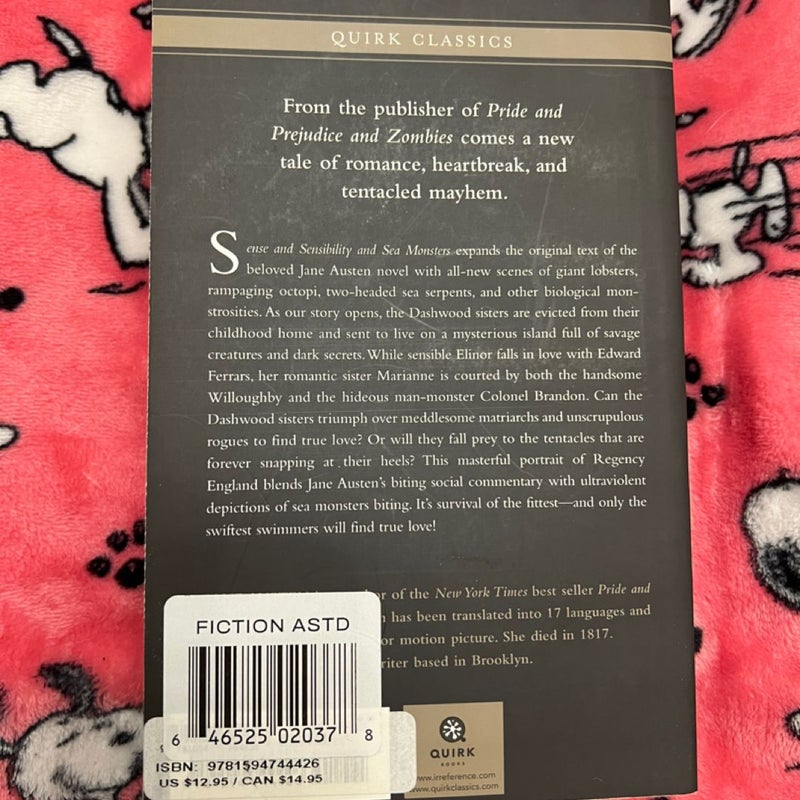 QUIRK CLASSICS
From the publisher of Pride and
Prejudice and Zombies comes a new
tale of romance, heartbreak, and
tentacled mayhem.
Sense and Sensibility and Sea Monsters expands the original text of the
beloved Jane Austen novel with all-new scenes of giant lobsters,
rampaging octopi, two-headed sea serpents, and other biological mon-
strosities. As our story opens, the Dashwood sisters are evicted from their
childhood home and sent to live on a mysterious island full of savage
creatures and dark secrets. While sensible Elinor falls in love with Edward
Ferrars, her romantic sister Marianne is courted by both the handsome
Willoughby and the hideous man-monster Colonel Brandon. Can the
Dashwood sisters triumph over meddlesome matriarchs and unscrupulous
rogues to find true love? Or will they fall prey to the tentacles that are
forever snapping at their heels? This masterful portrait of Regency
England blends Jane Austen's biting social commentary with ultraviolent
depictions of sea monsters biting. It's survival of the fittest—and only the
swiftest swimmers will find true love!
of the New York Times best seller Pride and
has been translated into 17 languages and
motion picture. She died in 1817.
based in Brooklyn.
FICTION ASTD
6 46525 02037 8
ISBN: 9781594744426
US $12.95 / CAN $14.95
QUIRK
BOOKS
www.irreference.com
www.quirkclassics.com